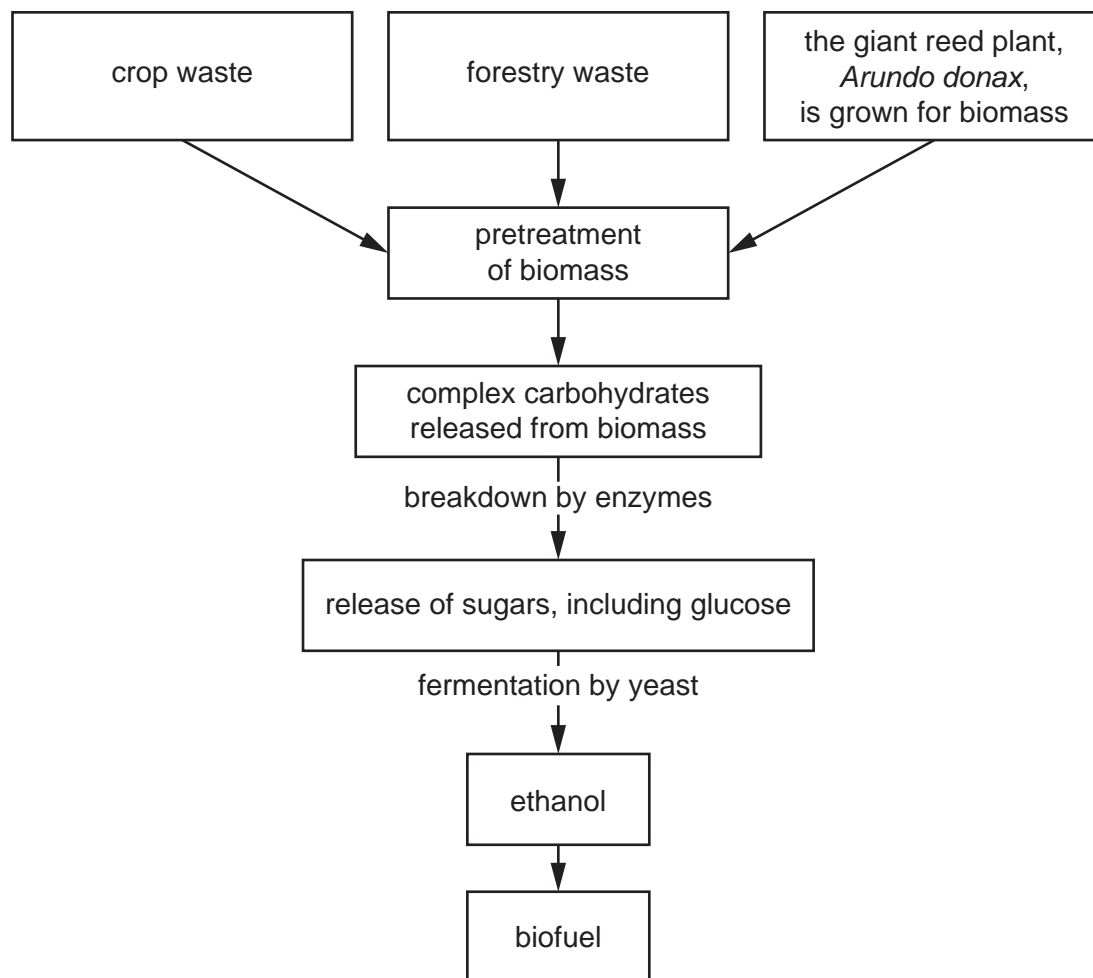 crop waste
forestry waste
the giant reed plant,
Arundo donax,
is grown for biomass
pretreatment
of biomass
complex carbohydrates
released from biomass
breakdown by enzymes
release of sugars, including glucose
fermentation by yeast
ethanol
biofuel